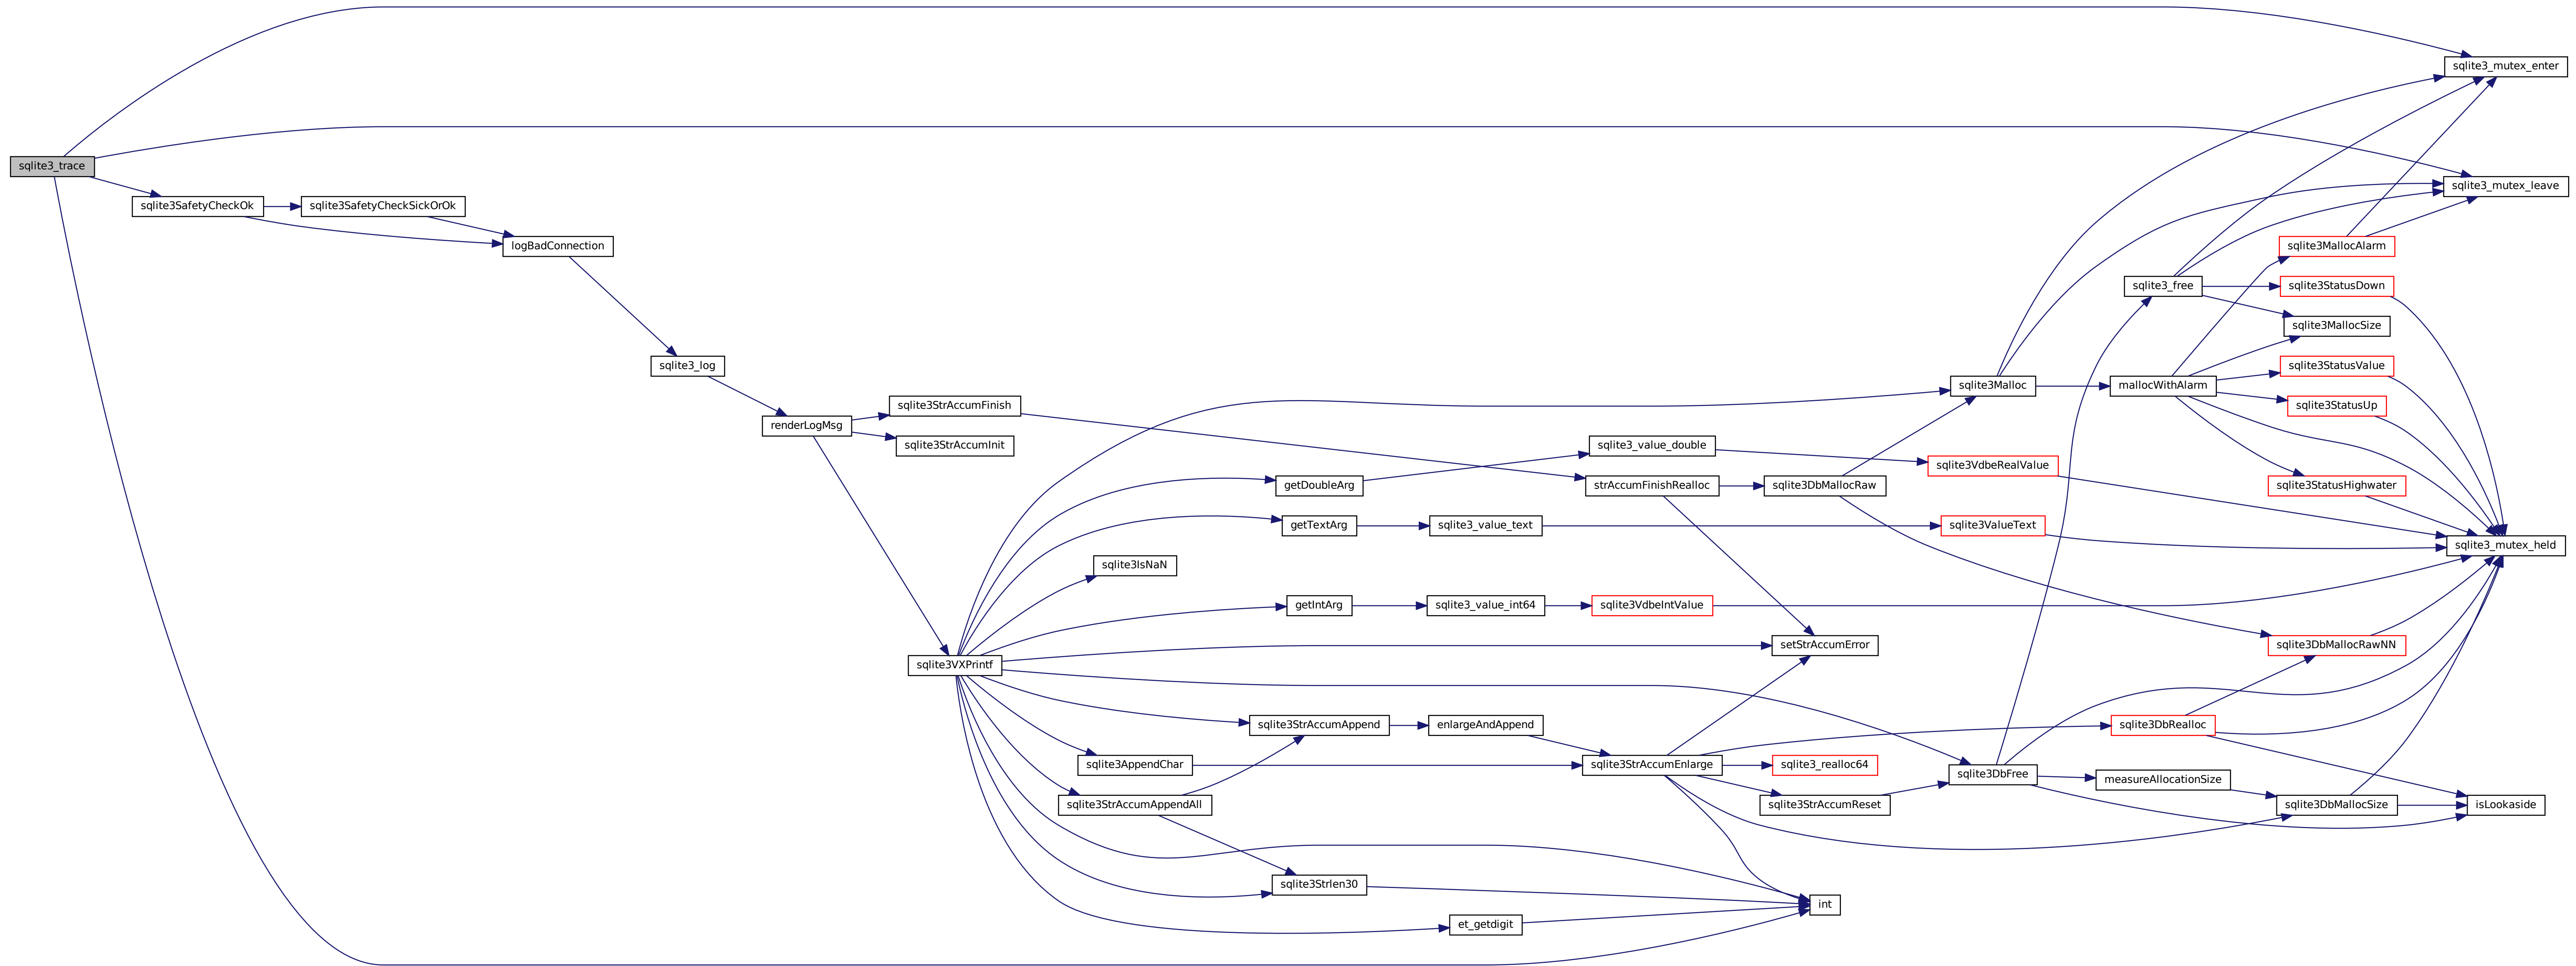 sqlite3_trace
sqlite3SafetyCheckOk
sqlite3SafetyCheckSickOrOk
logBadConnection
sqlite3_log
renderLogMsg
sqlite3StrAccumFinish
sqlite3StrAccumInit
sqlite3VXPrintf
sqlite3IsNaN
sqlite3AppendChar
sqlite3StrAccumAppendAll
getDoubleArg
getTextArg
getIntArg
sqlite3StrAccumAppend
sqlite3Strlen30
sqlite3_value_text
sqlite3_value_int64
enlargeAndAppend
et_getdigit
sqlite3_value_double
strAccumFinishRealloc
sqlite3VdbeIntValue
sqlite3StrAccumEnlarge
sqlite3DbMallocRaw
setStrAccumError
sqlite3_realloc64
sqlite3StrAccumReset
int
sqlite3Malloc
sqlite3VdbeRealValue
sqlite3ValueText
sqlite3DbFree
sqlite3_free
mallocWithAlarm
sqlite3DbRealloc
measureAllocationSize
sqlite3MallocAlarm
sqlite3StatusDown
sqlite3MallocSize
sqlite3StatusValue
sqlite3StatusUp
sqlite3StatusHighwater
sqlite3DbMallocRawNN
sqlite3DbMallocSize
sqlite3_mutex_enter
sqlite3_mutex_leave
sqlite3_mutex_held
isLookaside